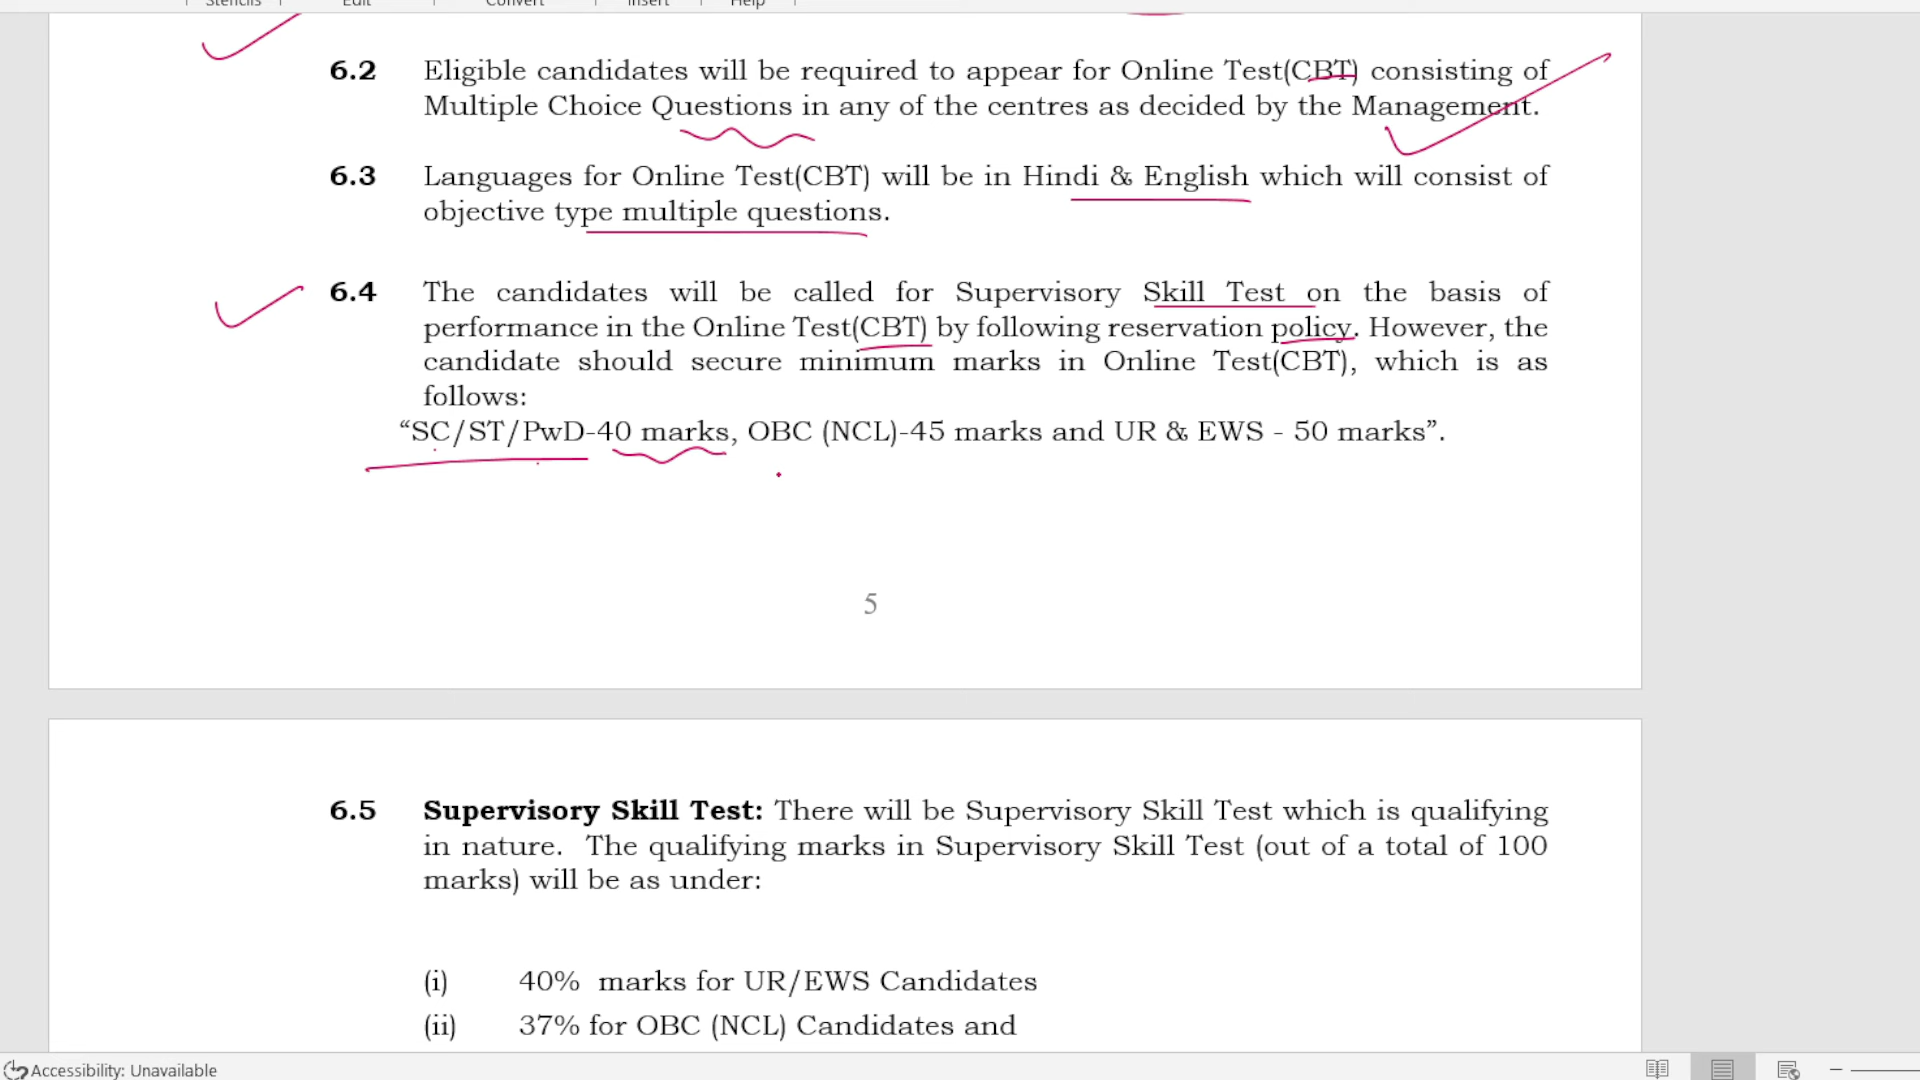 Stencils Edit Convert Insert Help
6.2 Eligible candidates will be required to appear for Online Test(CBT) consisting of
Multiple Choice Questions in any of the centres as decided by the Management.
6.3 Languages for Online Test(CBT) will be in Hindi & English which will consist of
objective type multiple questions.
6.4 The candidates will be called for Supervisory Skill Test on the basis of
performance in the Online Test(CBT) by following reservation policy. However, the
candidate should secure minimum marks in Online Test(CBT), which is as
follows:
“SC/ST/PwD-40 marks, OBC (NCL)-45 marks and UR & EWS - 50 marks”.
5
6.5 Supervisory Skill Test: There will be Supervisory Skill Test which is qualifying
in nature. The qualifying marks in Supervisory Skill Test (out of a total of 100
marks) will be as under:
(i) 40% marks for UR/EWS Candidates
(ii) 37% for OBC (NCL) Candidates and
Accessibility: Unavailable